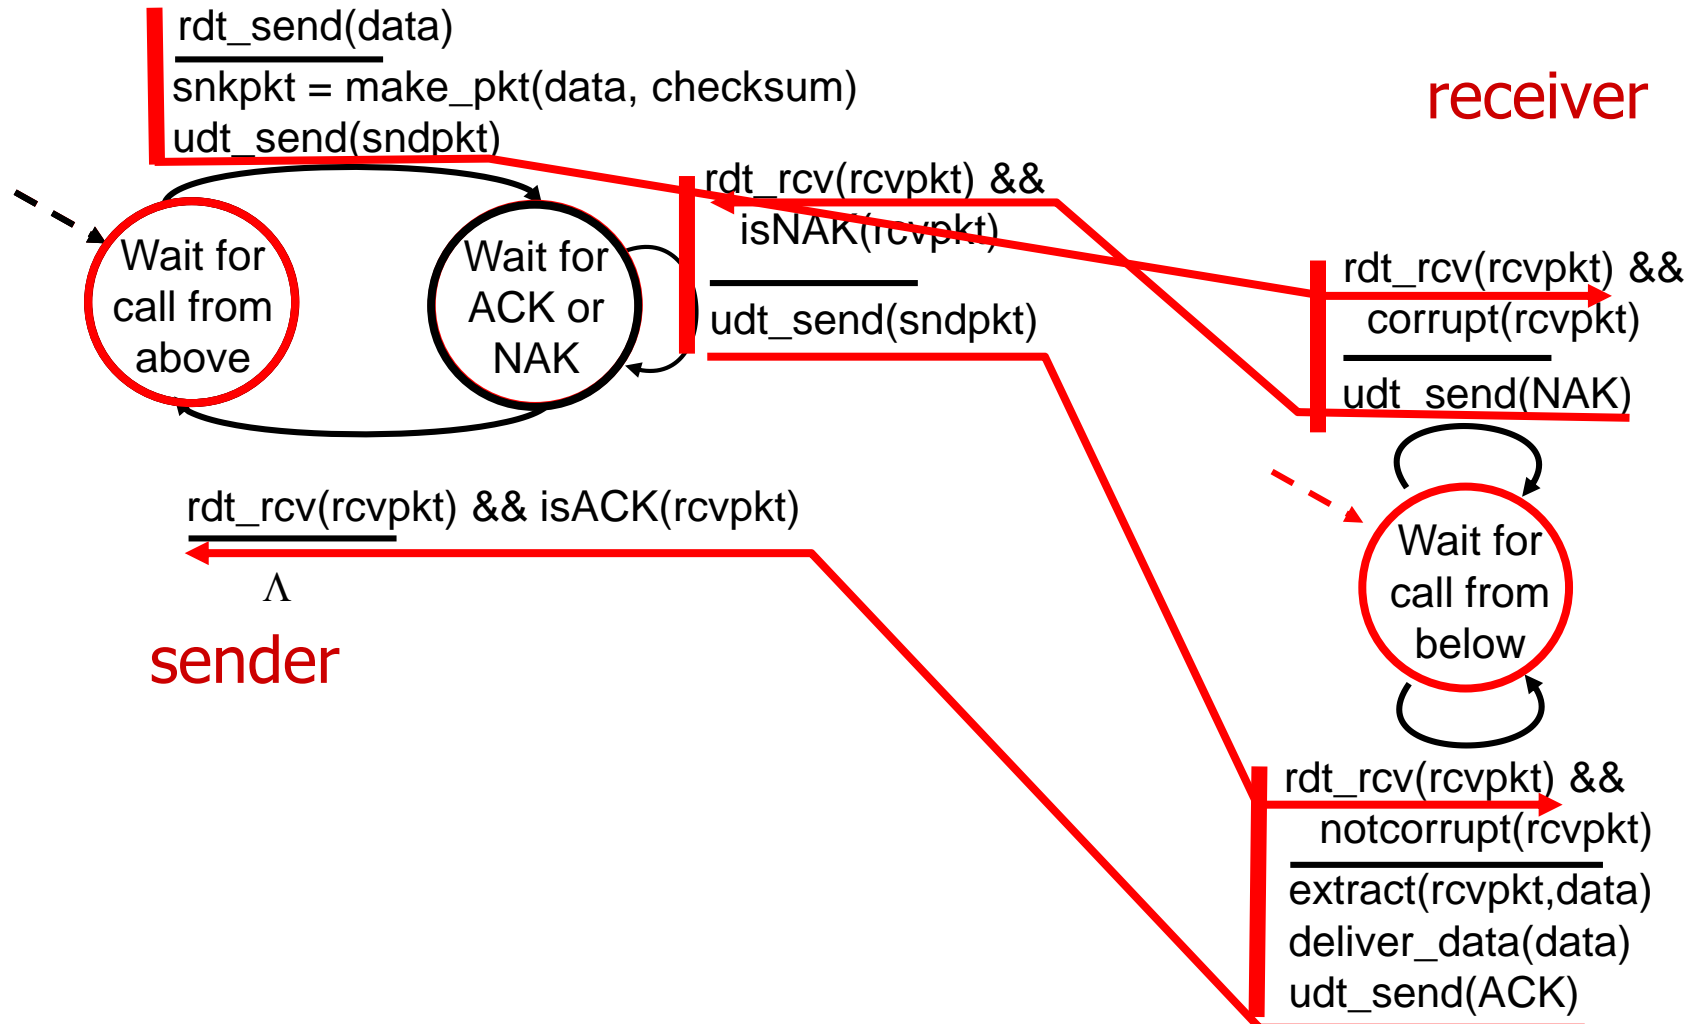 rdt_send(data)
snkpkt = make_pkt(data, checksum)
udt_send(sndpkt)
receiver
rdt_rcv(rcvpkt) &&
isNAK(rcvpkt)
udt_send(sndpkt)
Wait for
call from
above
Wait for
ACK or
NAK
rdt_rcv(rcvpkt) &&
corrupt(rcvpkt)
udt_send(NAK)
rdt_rcv(rcvpkt) && isACK(rcvpkt)
Λ
sender
Wait for
call from
below
rdt_rcv(rcvpkt) &&
notcorrupt(rcvpkt)
extract(rcvpkt,data)
deliver_data(data)
udt_send(ACK)